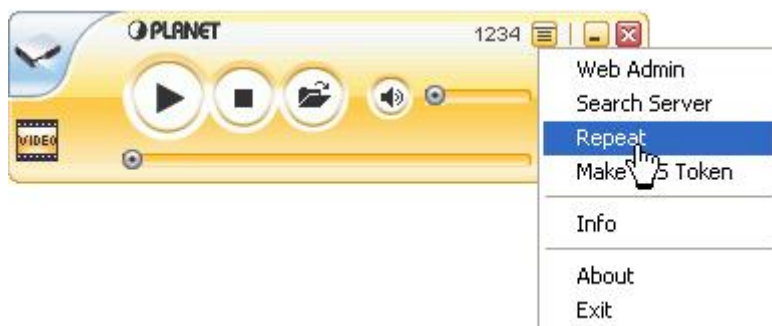 PLANET 1234
VIDEO
Web Admin
Search Server
Repeat
Make Token
Info
About
Exit